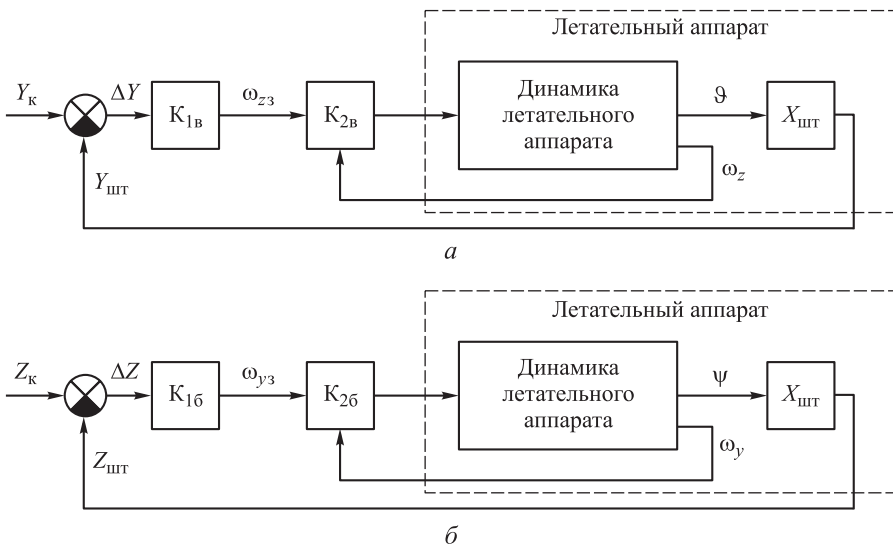 Летательный аппарат
Y_к
ΔY
K_1в
ω_zз
K_2в
Динамика
летательного
аппарата
ϑ
X_шт
ω_z
Y_шт
а
Летательный аппарат
Z_к
ΔZ
K_1б
ω_yз
K_2б
Динамика
летательного
аппарата
ψ
X_шт
ω_y
Z_шт
б